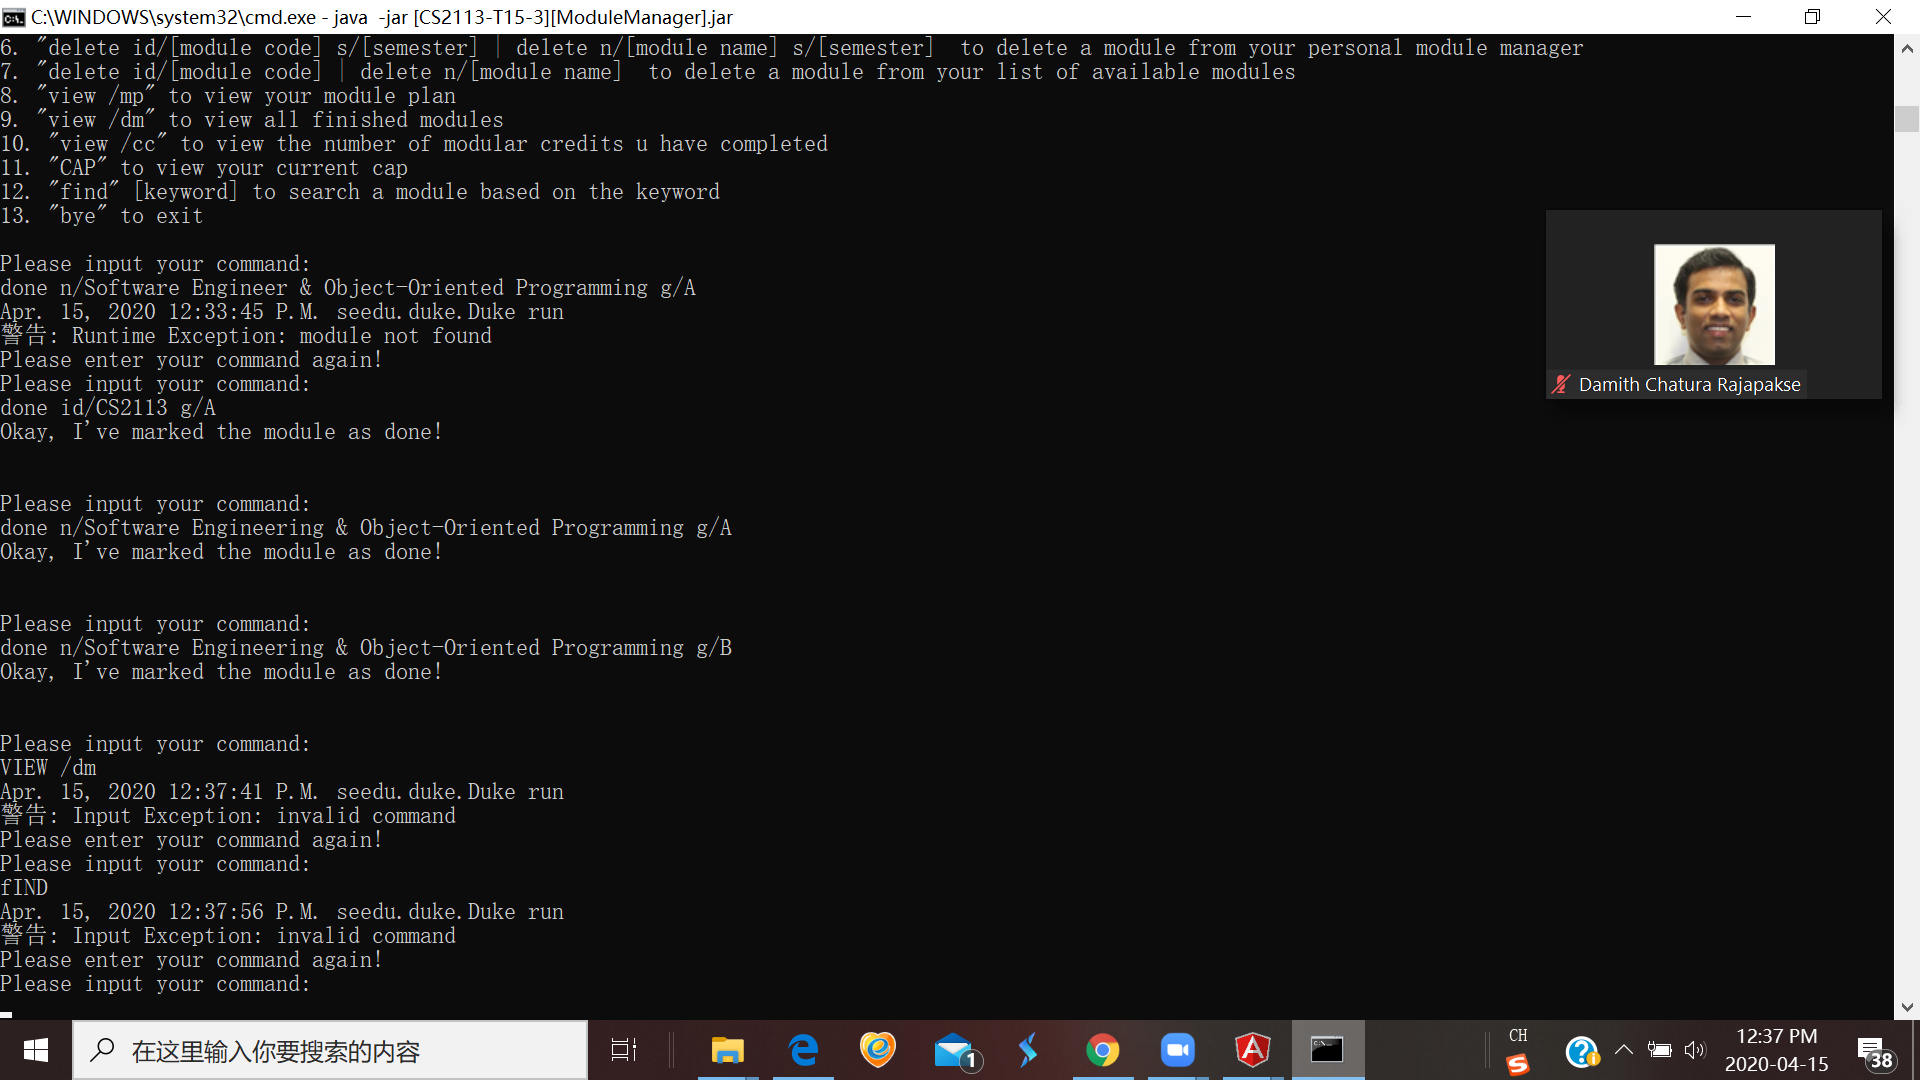 C:\WINDOWS\system32\cmd.exe - java  -jar [CS2113-T15-3][ModuleManager].jar
6. "delete id/[module code] s/[semester] | delete n/[module name] s/[semester]  to delete a module from your personal module manager
7. "delete id/[module code] | delete n/[module name]  to delete a module from your list of available modules
8. "view /mp" to view your module plan
9. "view /dm" to view all finished modules
10. "view /cc" to view the number of modular credits u have completed
11. "CAP" to view your current cap
12. "find" [keyword] to search a module based on the keyword
13. "bye" to exit
Please input your command:
done n/Software Engineer & Object-Oriented Programming g/A
Apr. 15, 2020 12:33:45 P.M. seedu.duke.Duke run
警告: Runtime Exception: module not found
Please enter your command again!
Please input your command:
done id/CS2113 g/A
Okay, I've marked the module as done!
Please input your command:
done n/Software Engineering & Object-Oriented Programming g/A
Okay, I've marked the module as done!
Please input your command:
done n/Software Engineering & Object-Oriented Programming g/B
Okay, I've marked the module as done!
Please input your command:
VIEW /dm
Apr. 15, 2020 12:37:41 P.M. seedu.duke.Duke run
警告: Input Exception: invalid command
Please enter your command again!
Please input your command:
fIND
Apr. 15, 2020 12:37:56 P.M. seedu.duke.Duke run
警告: Input Exception: invalid command
Please enter your command again!
Please input your command:
Damith Chatura Rajapakse
在这里输入你要搜索的内容
1
CH
12:37 PM
2020-04-15
38